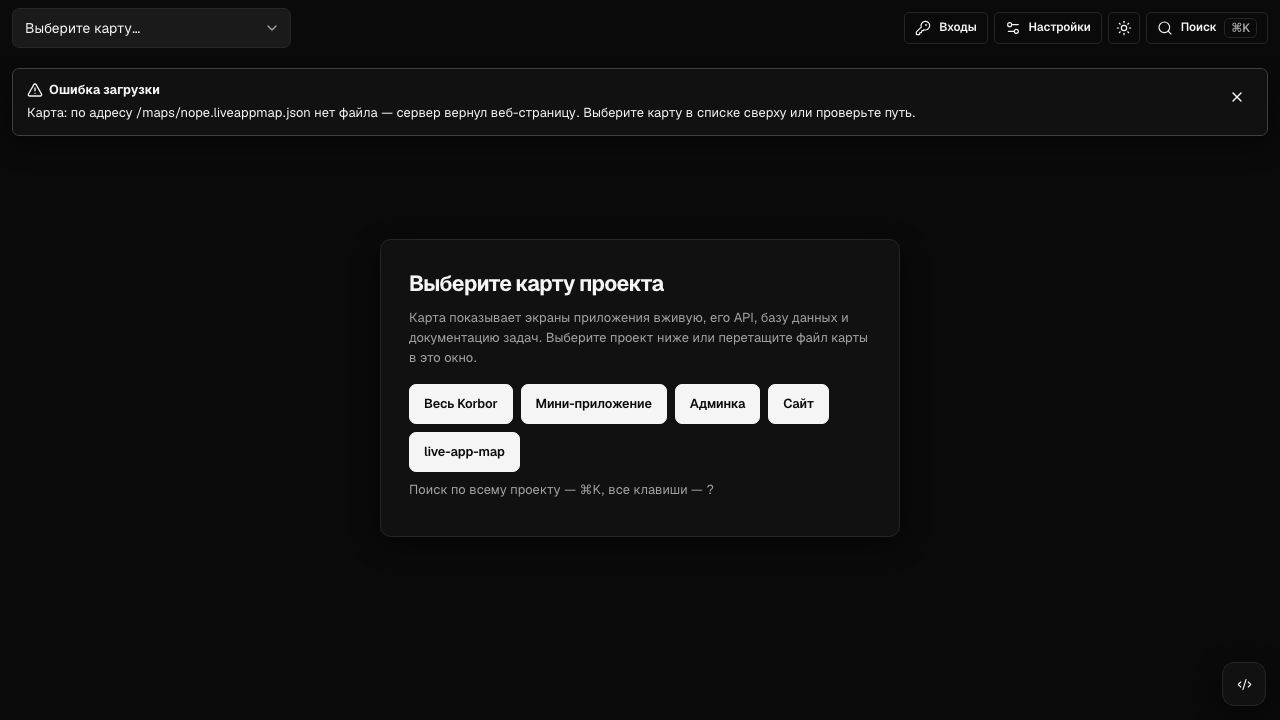 Выберите карту…
Входы
Настройки
Поиск ⌘K
Ошибка загрузки
Карта: по адресу /maps/nope.liveappmap.json нет файла — сервер вернул веб-страницу. Выберите карту в списке сверху или проверьте путь.
Выберите карту проекта
Карта показывает экраны приложения вживую, его API, базу данных и
документацию задач. Выберите проект ниже или перетащите файл карты
в это окно.
Весь Korbor
Мини-приложение
Админка
Сайт
live-app-map
Поиск по всему проекту — ⌘K, все клавиши — ?